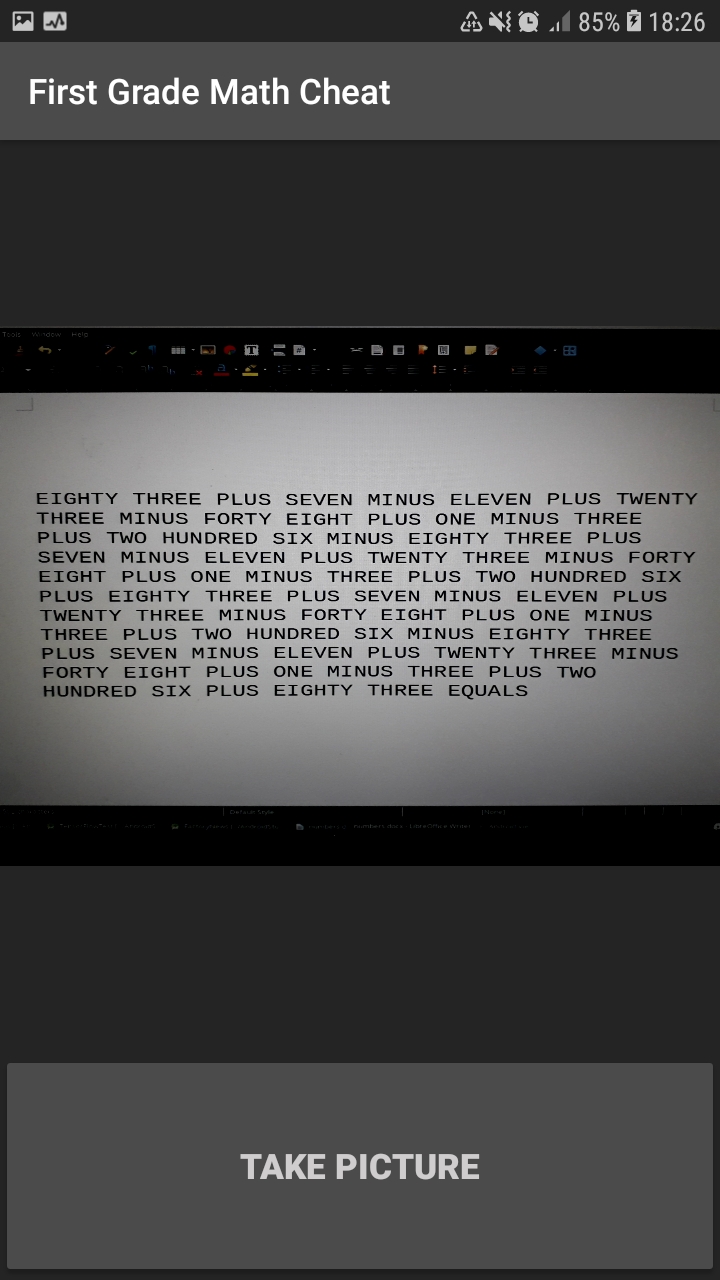 85% 18:26
First Grade Math Cheat
Tools Window Help
EIGHTY THREE PLUS SEVEN MINUS ELEVEN PLUS TWENTY
THREE MINUS FORTY EIGHT PLUS ONE MINUS THREE
PLUS TWO HUNDRED SIX MINUS EIGHTY THREE PLUS
SEVEN MINUS ELEVEN PLUS TWENTY THREE MINUS FORTY
EIGHT PLUS ONE MINUS THREE PLUS TWO HUNDRED SIX
PLUS EIGHTY THREE PLUS SEVEN MINUS ELEVEN PLUS
TWENTY THREE MINUS FORTY EIGHT PLUS ONE MINUS
THREE PLUS TWO HUNDRED SIX MINUS EIGHTY THREE
PLUS SEVEN MINUS ELEVEN PLUS TWENTY THREE MINUS
FORTY EIGHT PLUS ONE MINUS THREE PLUS TWO
HUNDRED SIX PLUS EIGHTY THREE EQUALS
Default Style
TAKE PICTURE